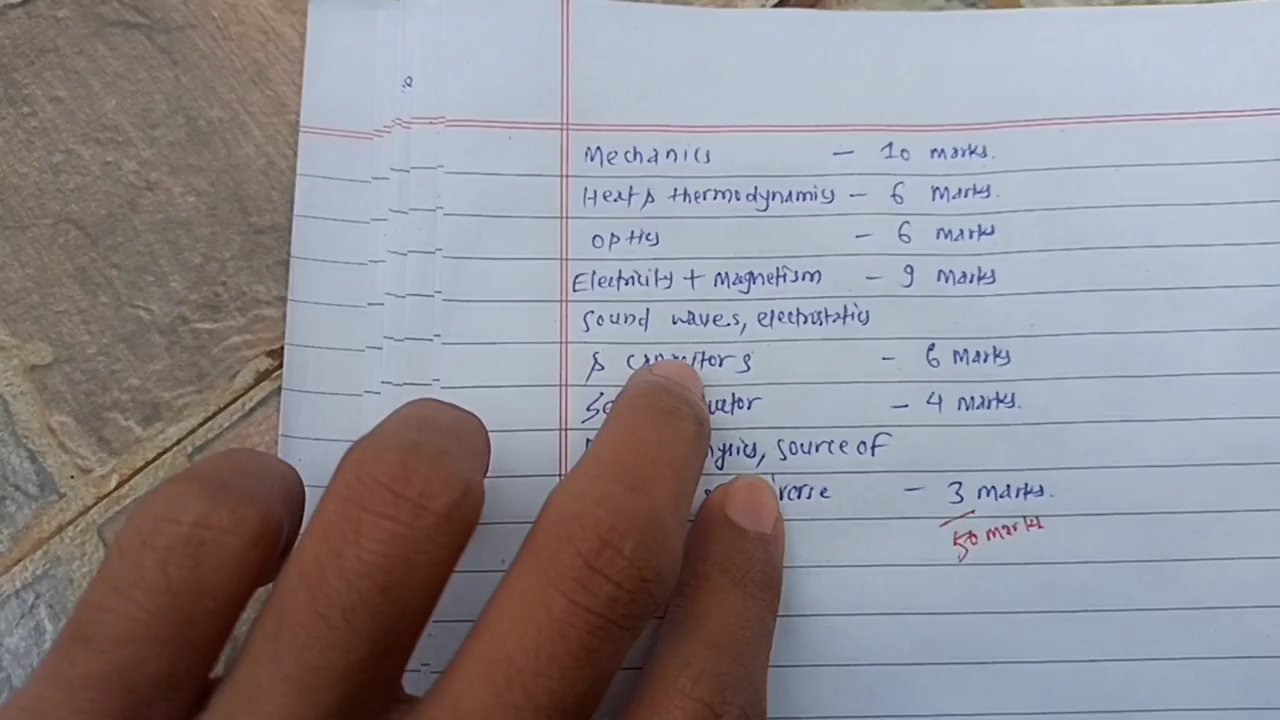 Mechanics - 10 marks.
Heat & thermodynamics - 6 marks.
optics - 6 marks
Electricity + Magnetism - 9 marks
Sound waves, electrostatics
& - 6 marks
- 4 marks.
source of
- 3 marks.
50 marks